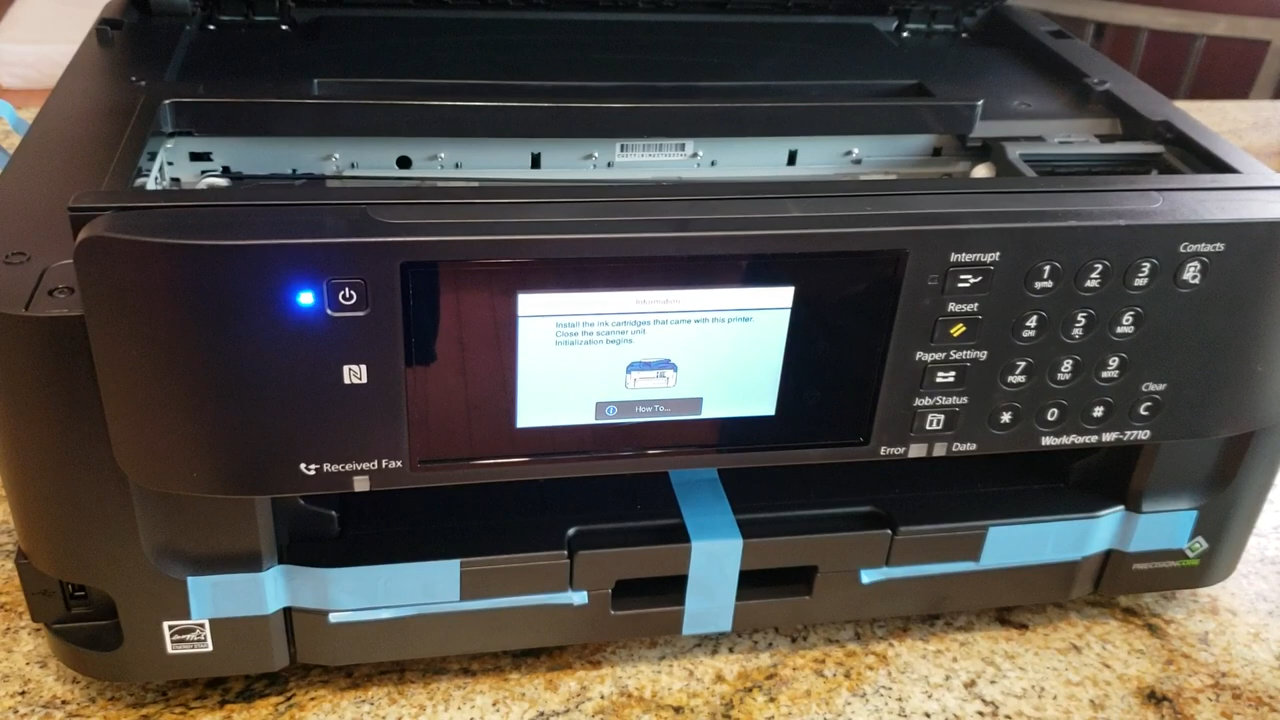 Information
Install the ink cartridges that came with this printer.
Close the scanner unit.
Initialization begins.
How To...
Received Fax
Interrupt
Reset
Paper Setting
Job/Status
Error
Data
Contacts
1
symb
2
ABC
3
DEF
4
GHI
5
JKL
6
MNO
7
PQRS
8
TUV
9
WXYZ
Clear
*
0
#
C
WorkForce WF-7710
PRECISIONCORE
ENERGY STAR